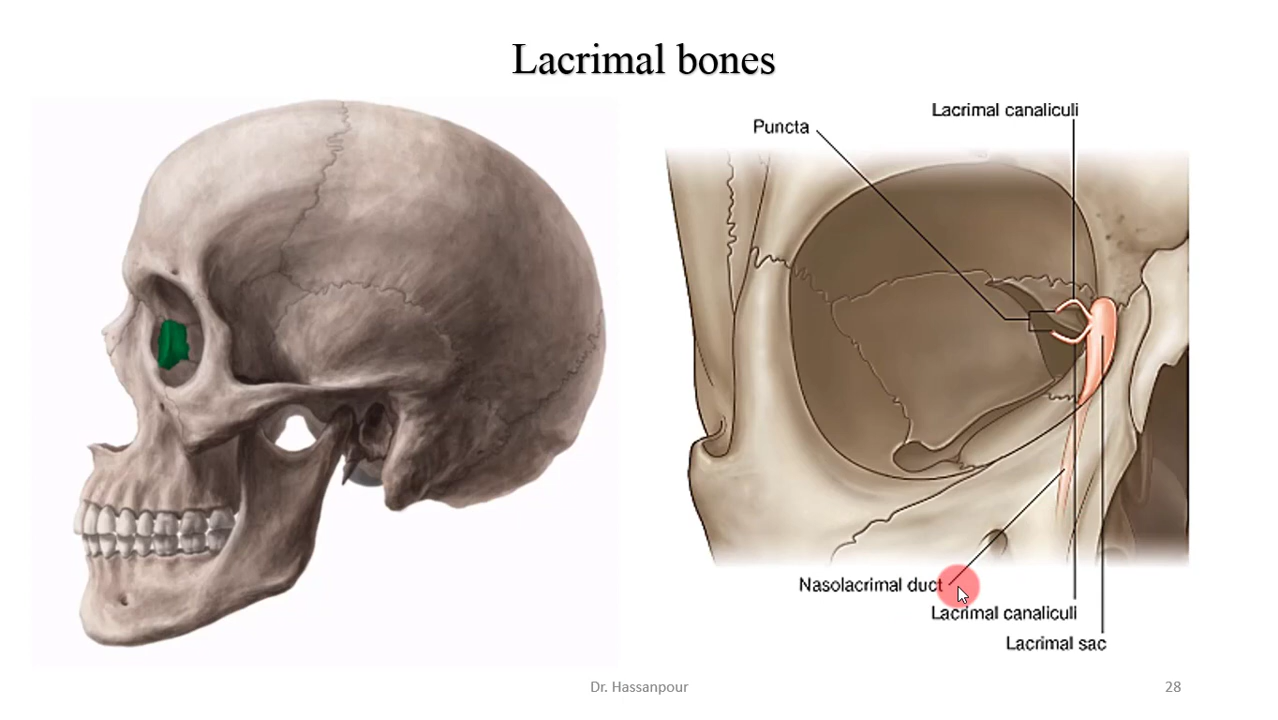 Lacrimal bones
Lacrimal canaliculi
Puncta
Nasolacrimal duct
Lacrimal canaliculi
Lacrimal sac
Dr. Hassanpour
28